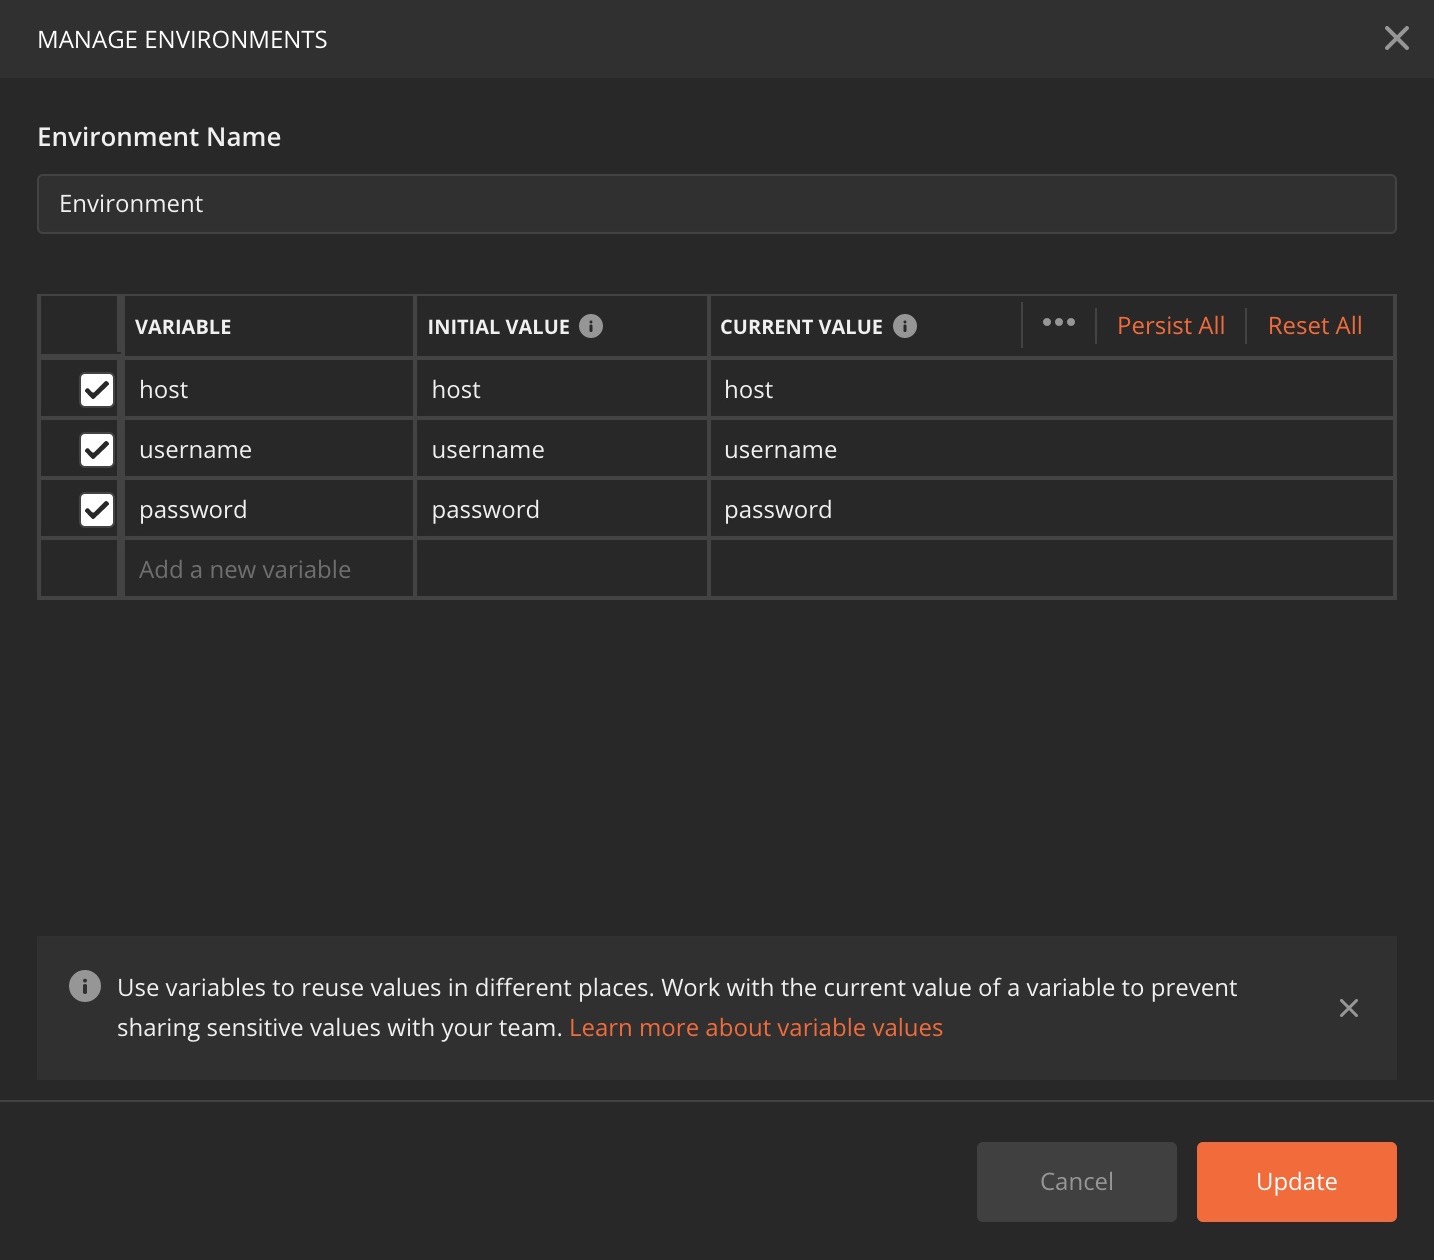 MANAGE ENVIRONMENTS
Environment Name
Environment
VARIABLE INITIAL VALUE CURRENT VALUE ••• Persist All Reset All
host host host
username username username
password password password
Add a new variable
Use variables to reuse values in different places. Work with the current value of a variable to prevent
sharing sensitive values with your team. Learn more about variable values
Cancel Update